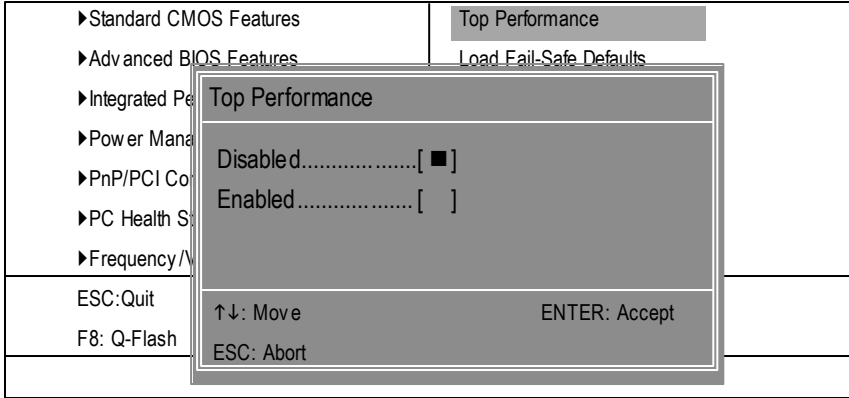 ▸Standard CMOS Features
Top Performance
▸Advanced BIOS Features
Load Fail-Safe Defaults
▸Integrated Pe
▸Power Mana
▸PnP/PCI Co
▸PC Health S
▸Frequency/V
Top Performance
Disabled....................[ ■ ]
Enabled.................... [   ]
↑↓: Move
ENTER: Accept
ESC: Abort
ESC:Quit
F8: Q-Flash